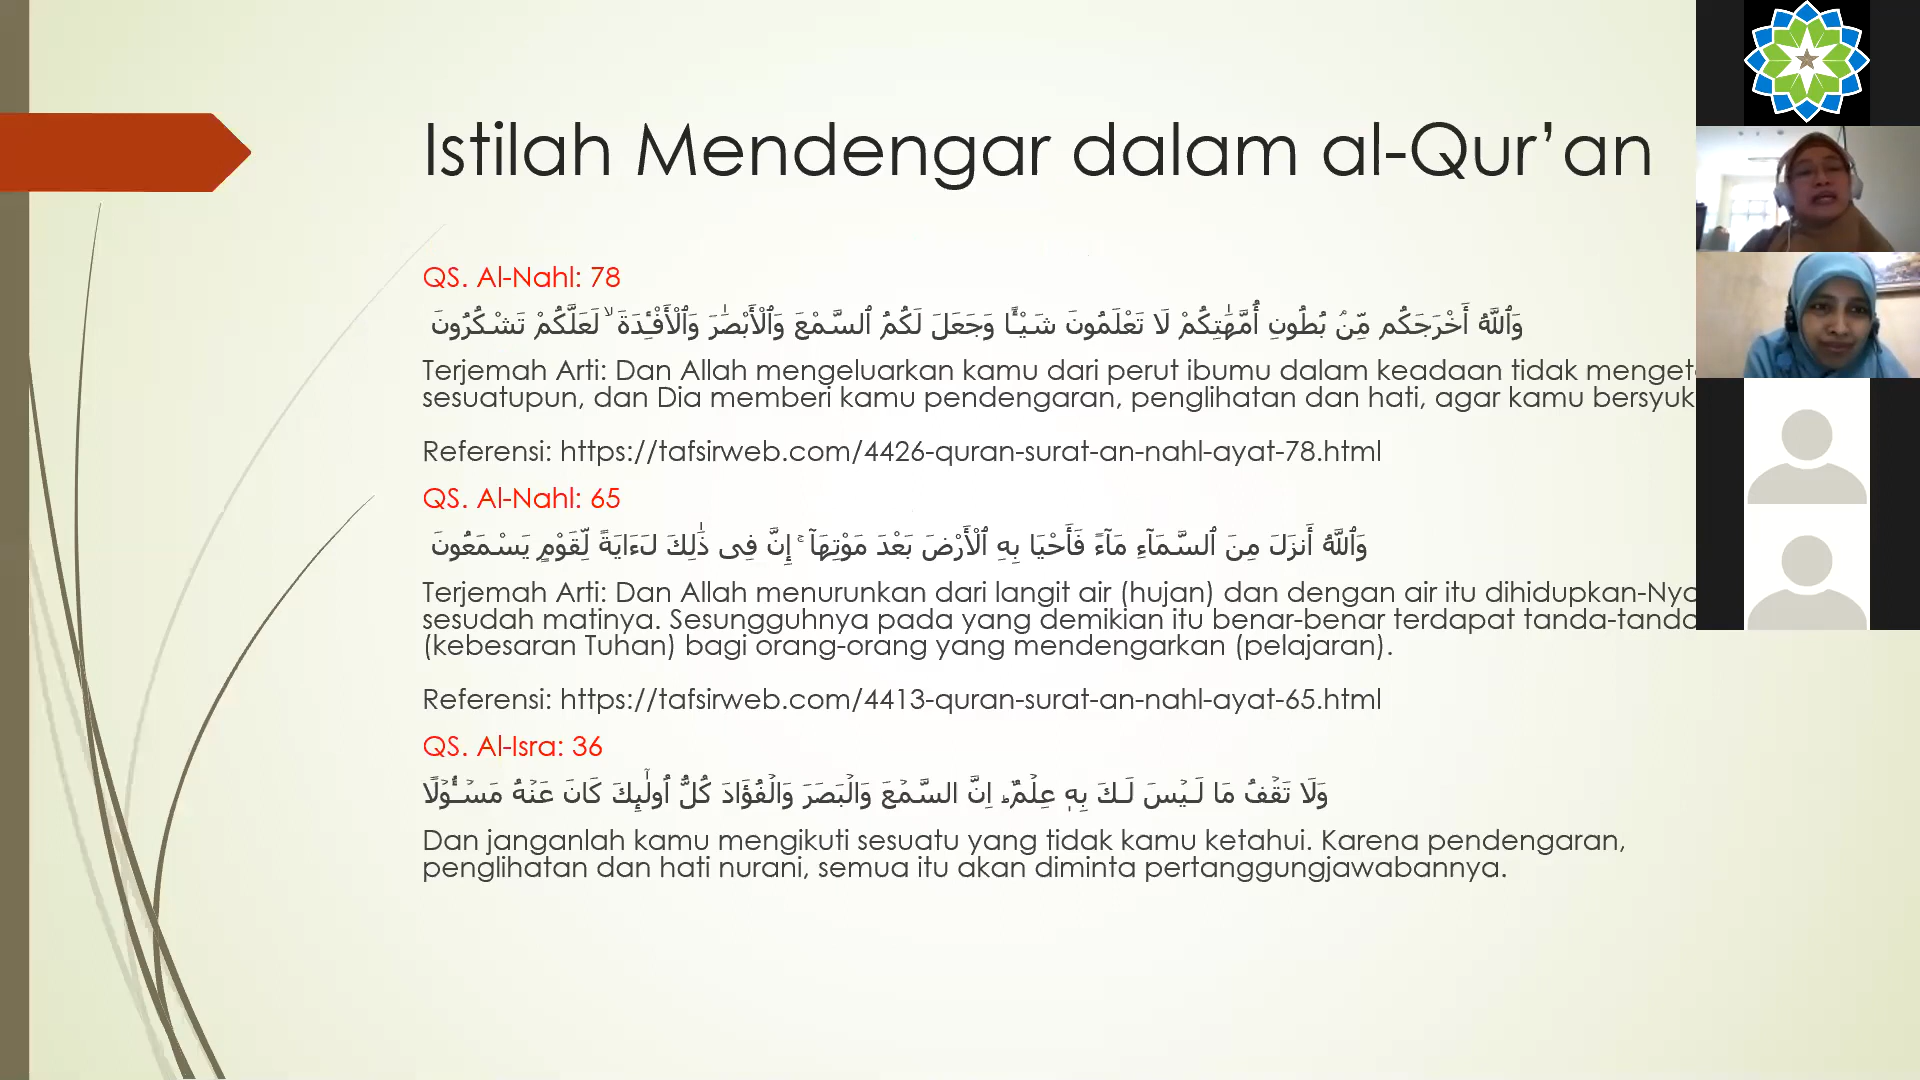 Istilah Mendengar dalam al-Qur’an
QS. Al-Nahl: 78
وَٱللَّهُ أَخْرَجَكُم مِّنۢ بُطُونِ أُمَّهَٰتِكُمْ لَا تَعْلَمُونَ شَيْـًٔا وَجَعَلَ لَكُمُ ٱلسَّمْعَ وَٱلْأَبْصَٰرَ وَٱلْأَفْـِٔدَةَ ۙ لَعَلَّكُمْ تَشْكُرُونَ
Terjemah Arti: Dan Allah mengeluarkan kamu dari perut ibumu dalam keadaan tidak
sesuatupun, dan Dia memberi kamu pendengaran, penglihatan dan hati, agar kamu
Referensi: https://tafsirweb.com/4426-quran-surat-an-nahl-ayat-78.html
QS. Al-Nahl: 65
وَٱللَّهُ أَنزَلَ مِنَ ٱلسَّمَآءِ مَآءً فَأَحْيَا بِهِ ٱلْأَرْضَ بَعْدَ مَوْتِهَآ ۚ إِنَّ فِى ذَٰلِكَ لَءَايَةً لِّقَوْمٍ يَسْمَعُونَ
Terjemah Arti: Dan Allah menurunkan dari langit air (hujan) dan dengan air itu dihidupkan-Nya
sesudah matinya. Sesungguhnya pada yang demikian itu benar-benar terdapat tanda-tanda
(kebesaran Tuhan) bagi orang-orang yang mendengarkan (pelajaran).
Referensi: https://tafsirweb.com/4413-quran-surat-an-nahl-ayat-65.html
QS. Al-Isra: 36
وَلَا تَقْفُ مَا لَـيْسَ لَـكَ بِهٖ عِلْمٌ ؕ اِنَّ السَّمْعَ وَالْبَصَرَ وَالْفُؤَادَ كُلُّ اُولٰٓٮِٕكَ كَانَ عَنْهُ مَسْـُٔوْلًا
Dan janganlah kamu mengikuti sesuatu yang tidak kamu ketahui. Karena pendengaran,
penglihatan dan hati nurani, semua itu akan diminta pertanggungjawabannya.